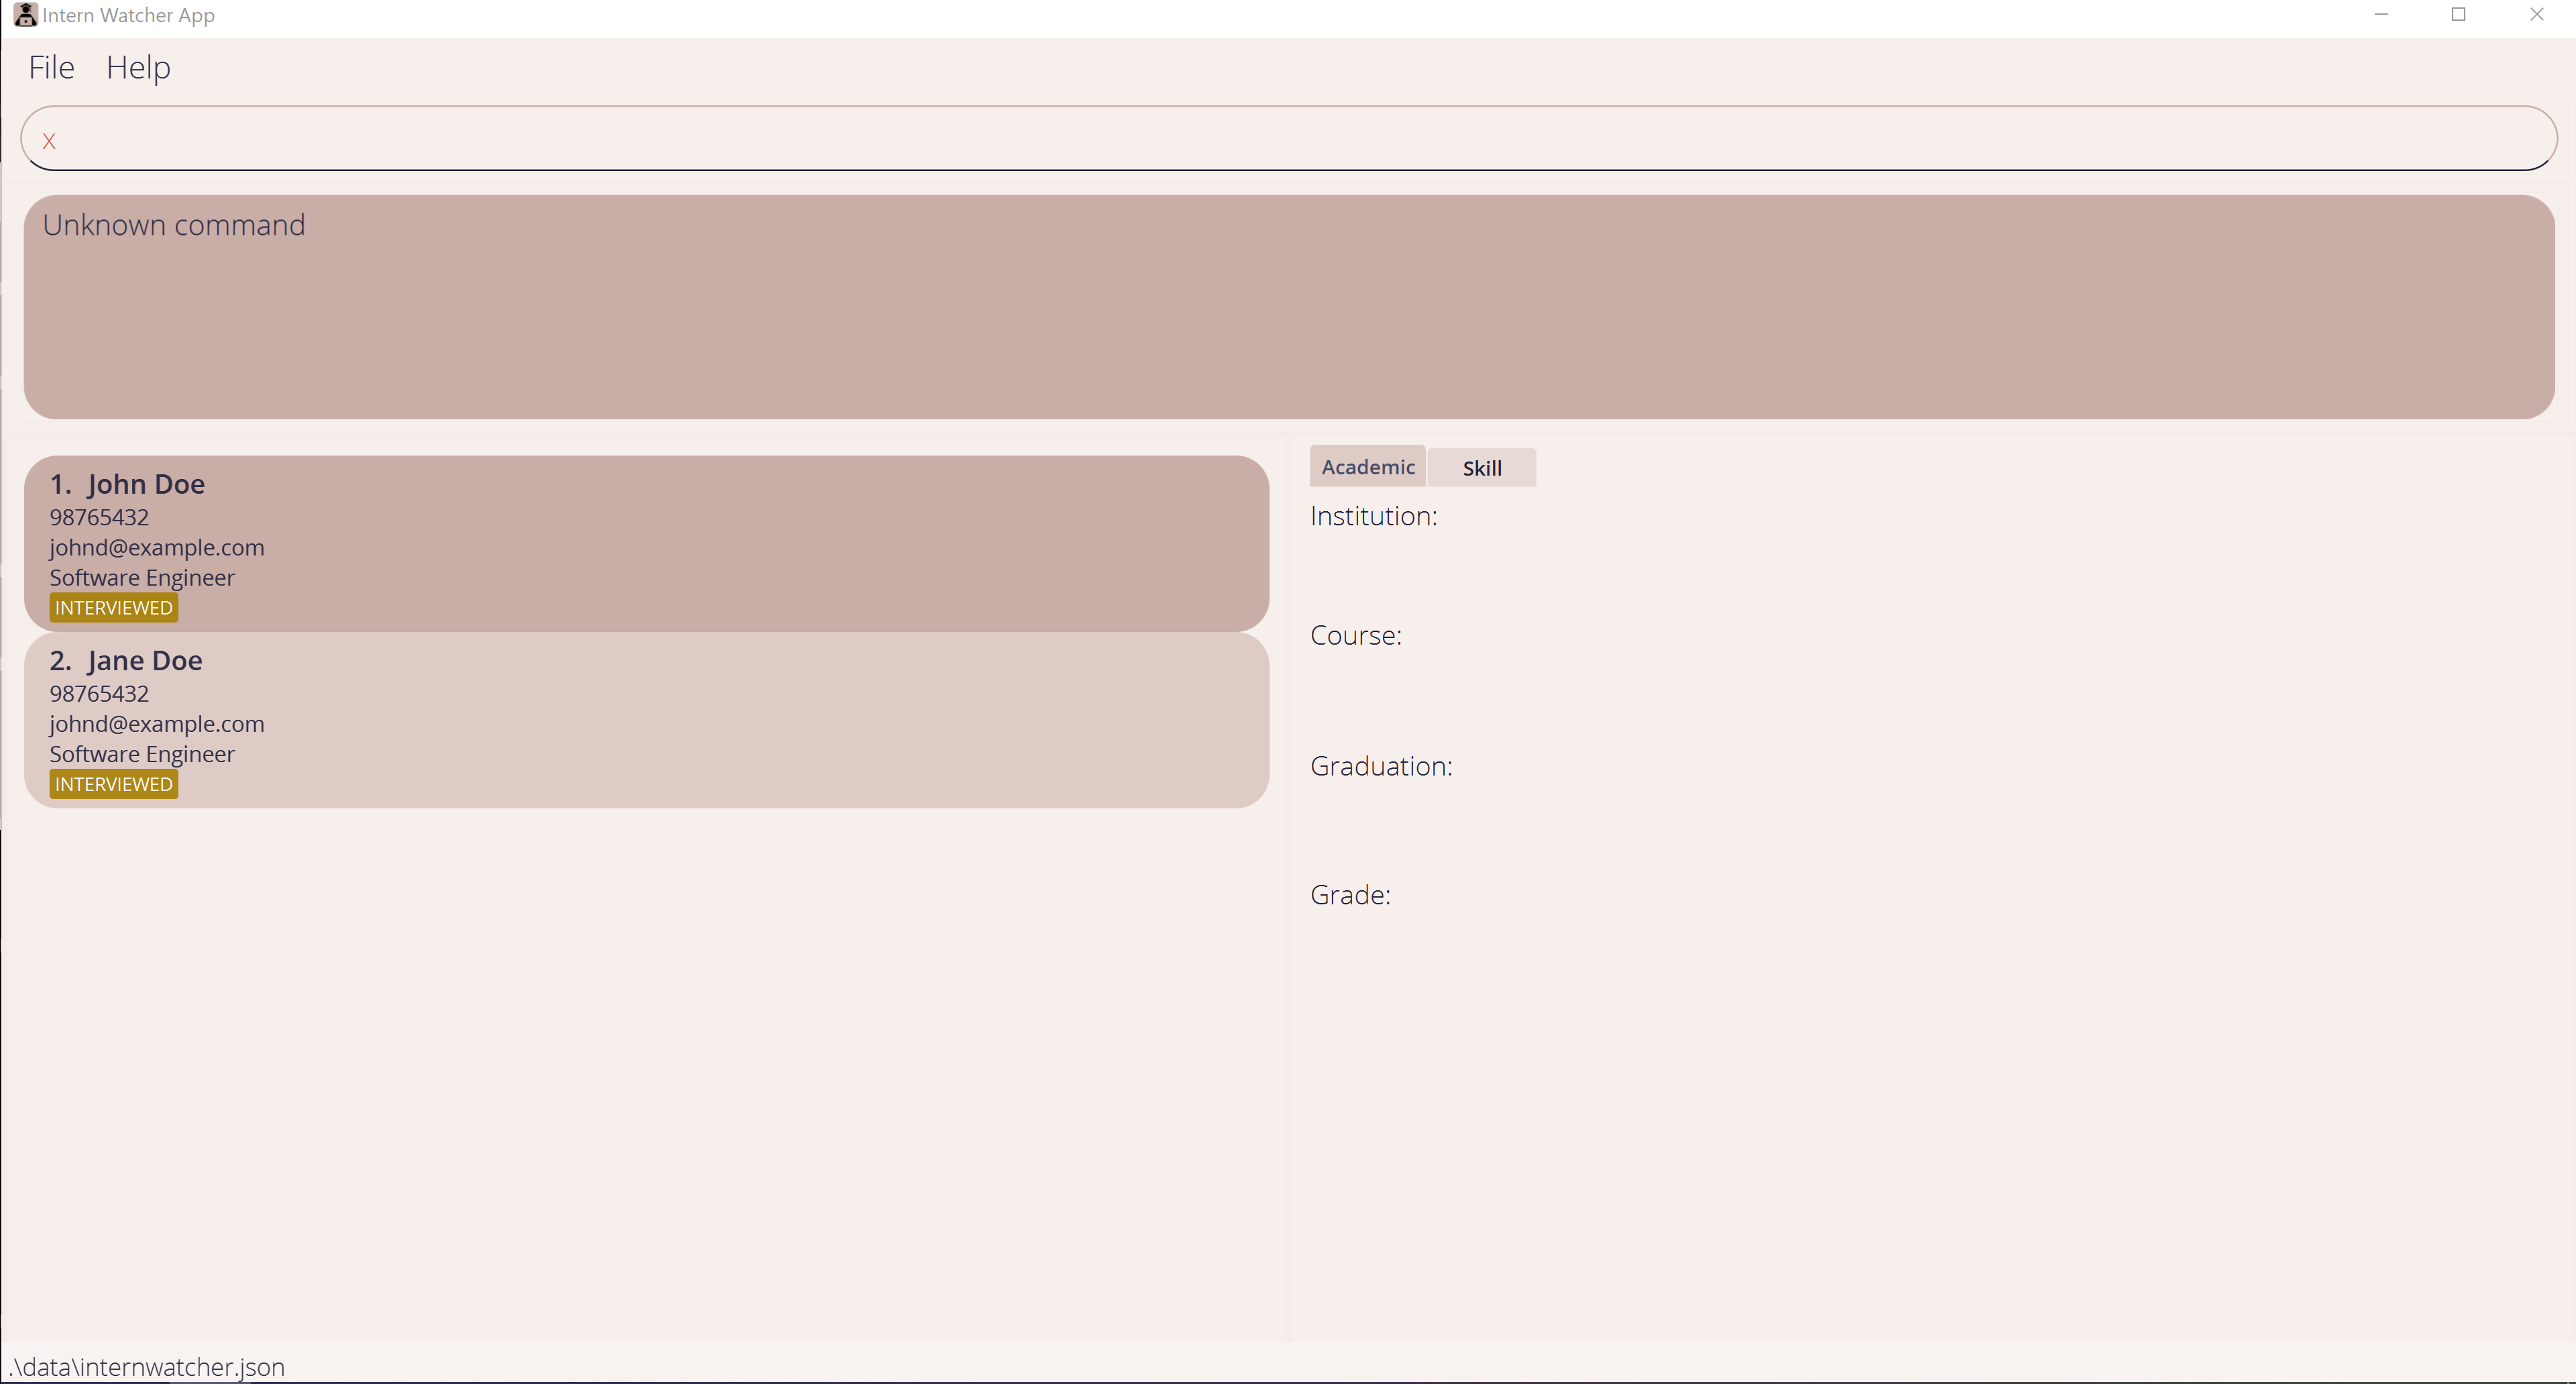 Intern Watcher App
File Help
x
Unknown command
1. John Doe
98765432
johnd@example.com
Software Engineer
INTERVIEWED
2. Jane Doe
98765432
johnd@example.com
Software Engineer
INTERVIEWED
Academic Skill
Institution:
Course:
Graduation:
Grade:
.\data\internwatcher.json